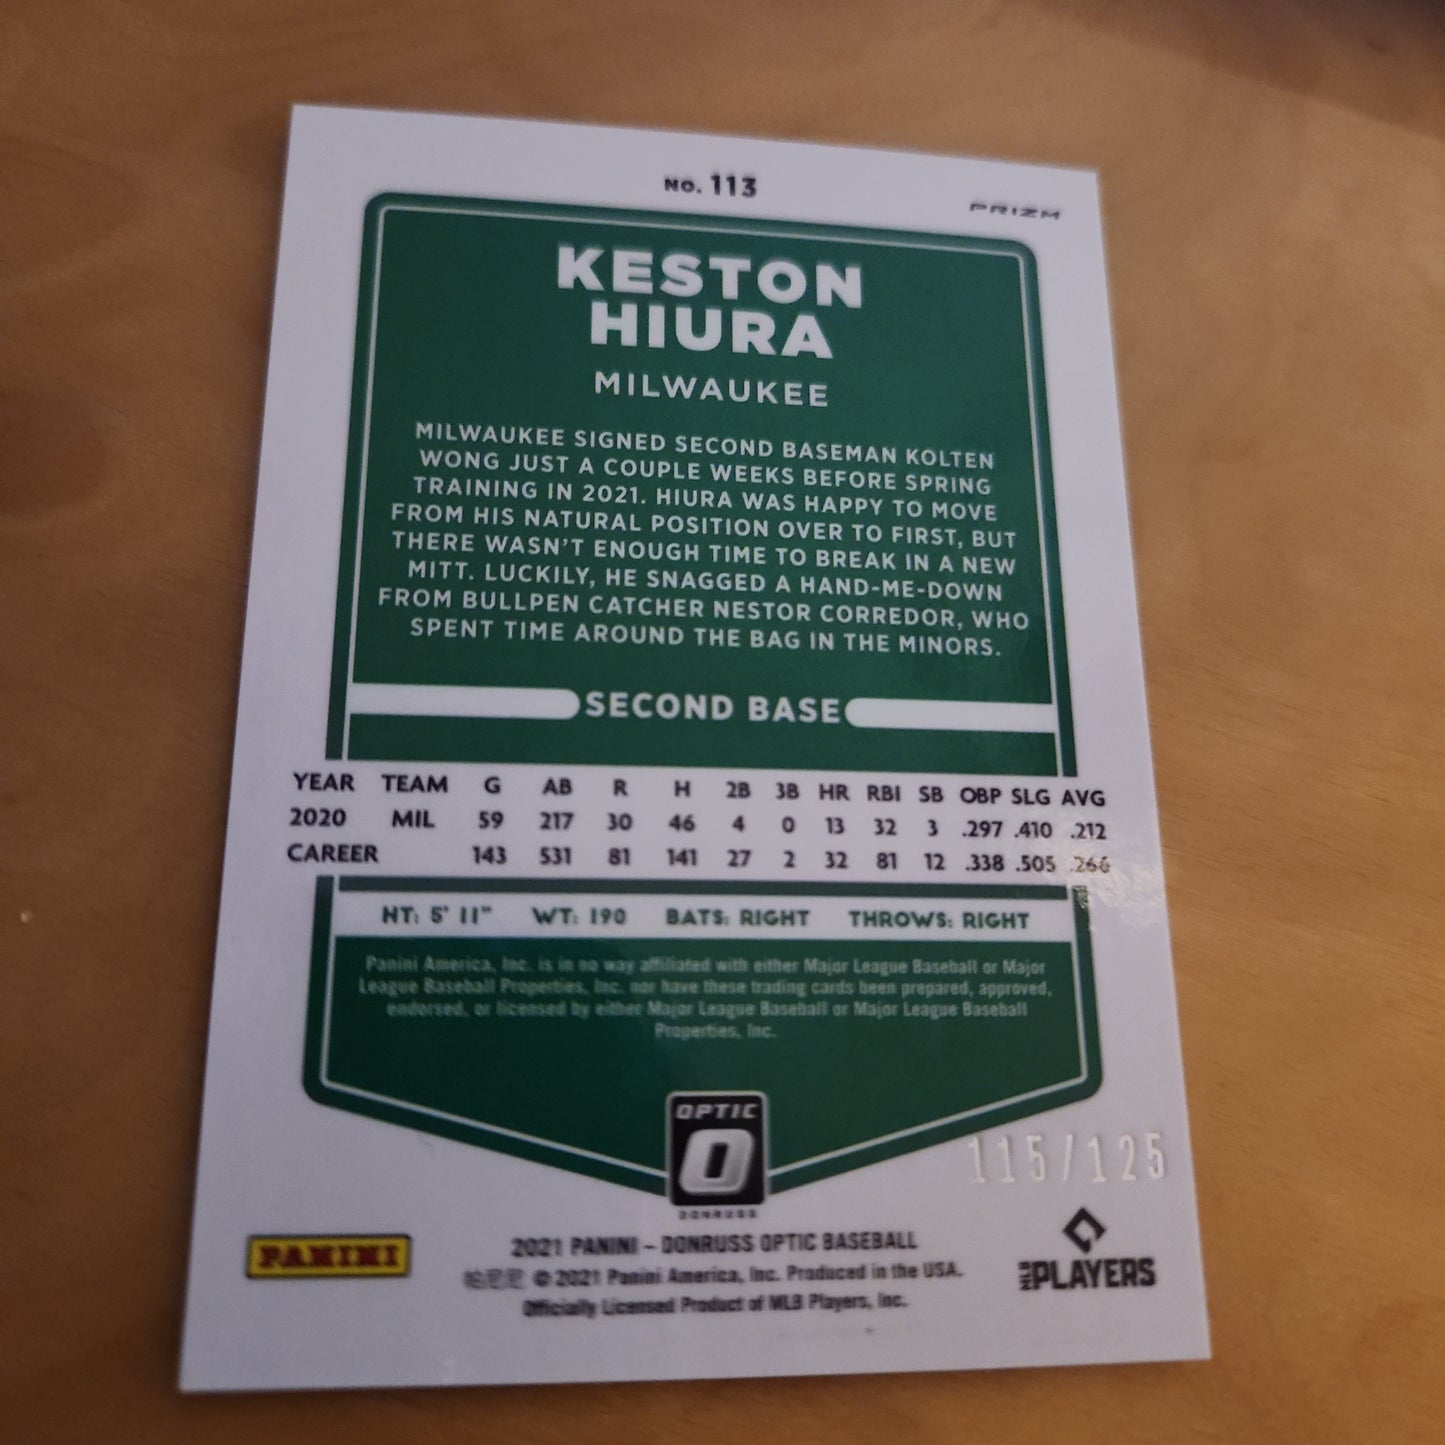 No. 113
PRIZM
KESTON
HIURA
MILWAUKEE
MILWAUKEE SIGNED SECOND BASEMAN KOLTEN
WONG JUST A COUPLE WEEKS BEFORE SPRING
TRAINING IN 2021. HIURA WAS HAPPY TO MOVE
FROM HIS NATURAL POSITION OVER TO FIRST, BUT
THERE WASN'T ENOUGH TIME TO BREAK IN A NEW
MITT. LUCKILY, HE SNAGGED A HAND-ME-DOWN
FROM BULLPEN CATCHER NESTOR CORREDOR, WHO
SPENT TIME AROUND THE BAG IN THE MINORS.
SECOND BASE
YEAR TEAM G AB R H 2B 3B HR RBI SB OBP SLG AVG
2020 MIL 59 217 30 46 4 0 13 32 3 .297 .410 .212
CAREER 143 531 81 141 27 2 32 81 12 .338 .505 .266
HT: 5' 11" WT: 190 BATS: RIGHT THROWS: RIGHT
Panini America, Inc. is in no way affiliated with either Major League Baseball or Major
League Baseball Properties, Inc. nor have these trading cards been prepared, approved,
endorsed, or licensed by either Major League Baseball or Major League Baseball
Properties, Inc.
OPTIC
O
DONRUSS
115/125
PANINI
2021 PANINI – DONRUSS OPTIC BASEBALL
帕尼尼 © 2021 Panini America, Inc. Produced in the USA.
Officially Licensed Product of MLB Players, Inc.
MLB PLAYERS